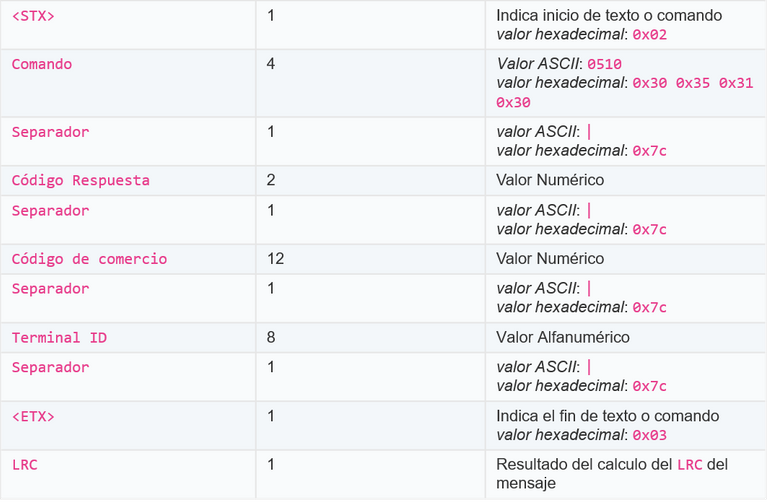 <STX> 1 Indica inicio de texto o comando
valor hexadecimal: 0x02
Comando 4 Valor ASCII: 0510
valor hexadecimal: 0x30 0x35 0x31
0x30
Separador 1 valor ASCII: |
valor hexadecimal: 0x7c
Código Respuesta 2 Valor Numérico
Separador 1 valor ASCII: |
valor hexadecimal: 0x7c
Código de comercio 12 Valor Numérico
Separador 1 valor ASCII: |
valor hexadecimal: 0x7c
Terminal ID 8 Valor Alfanumérico
Separador 1 valor ASCII: |
valor hexadecimal: 0x7c
<ETX> 1 Indica el fin de texto o comando
valor hexadecimal: 0x03
LRC 1 Resultado del calculo del LRC del
mensaje